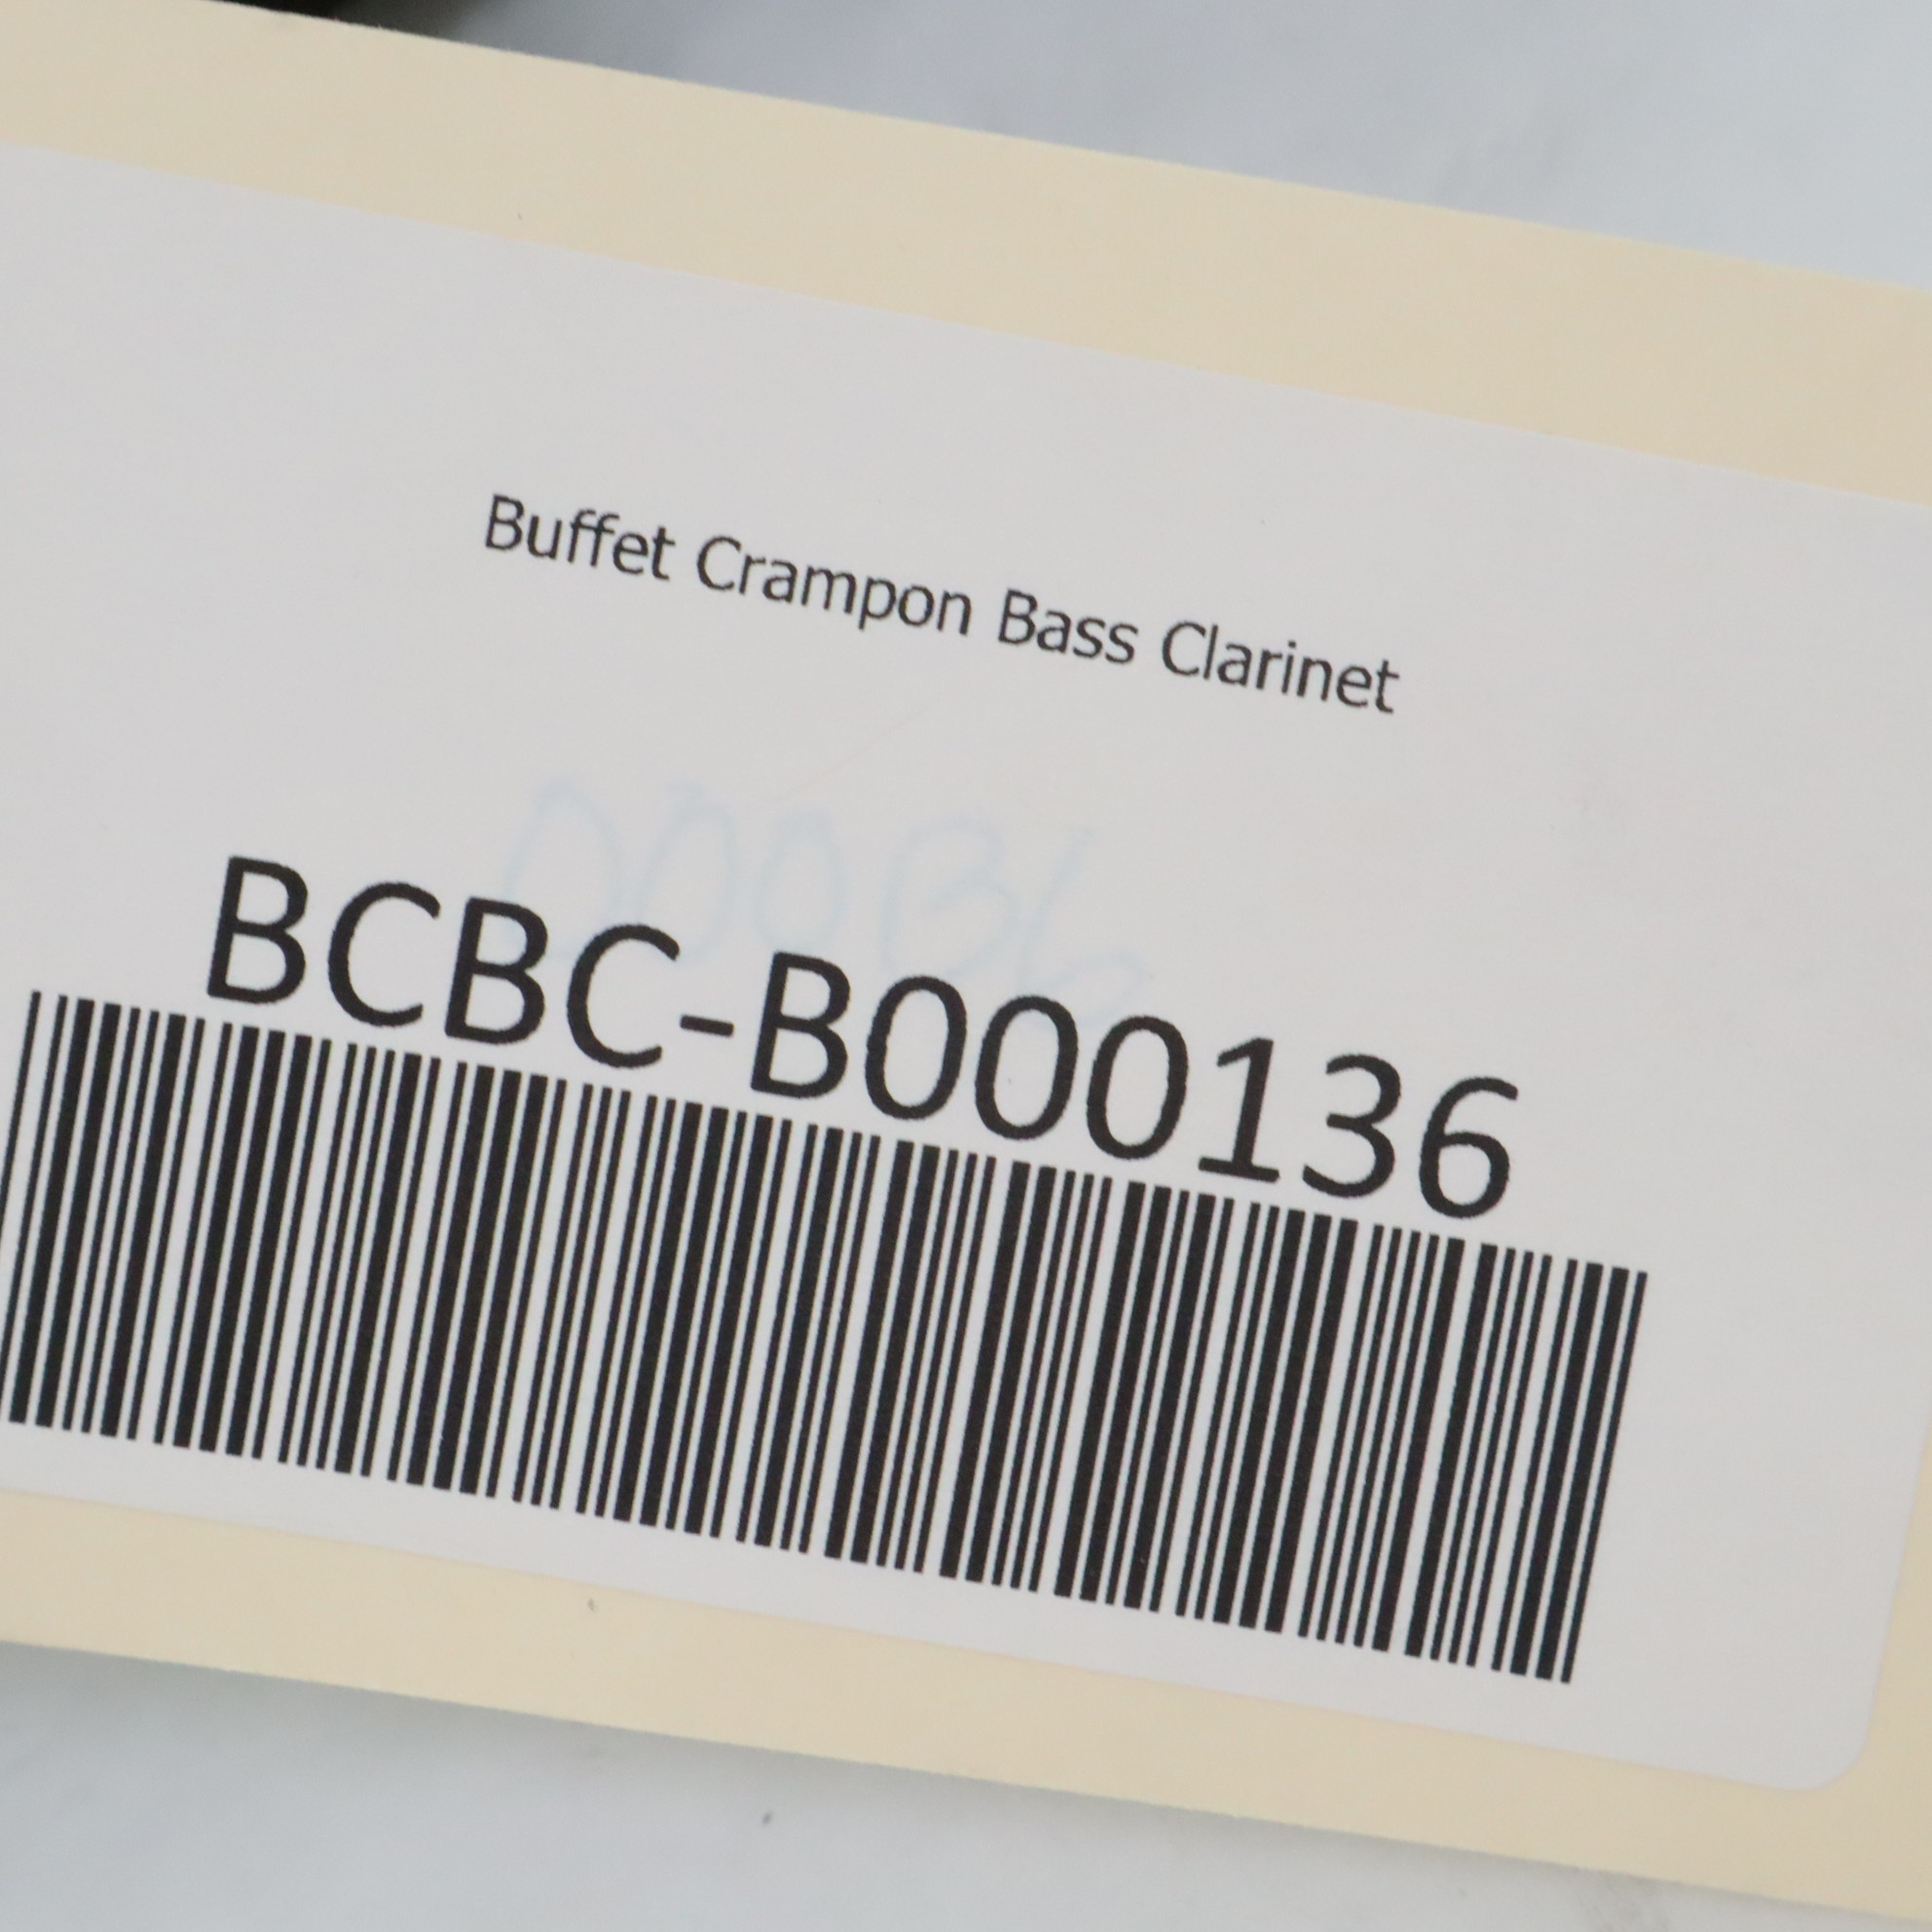 Buffet Crampon Bass Clarinet
BCBC-B000136